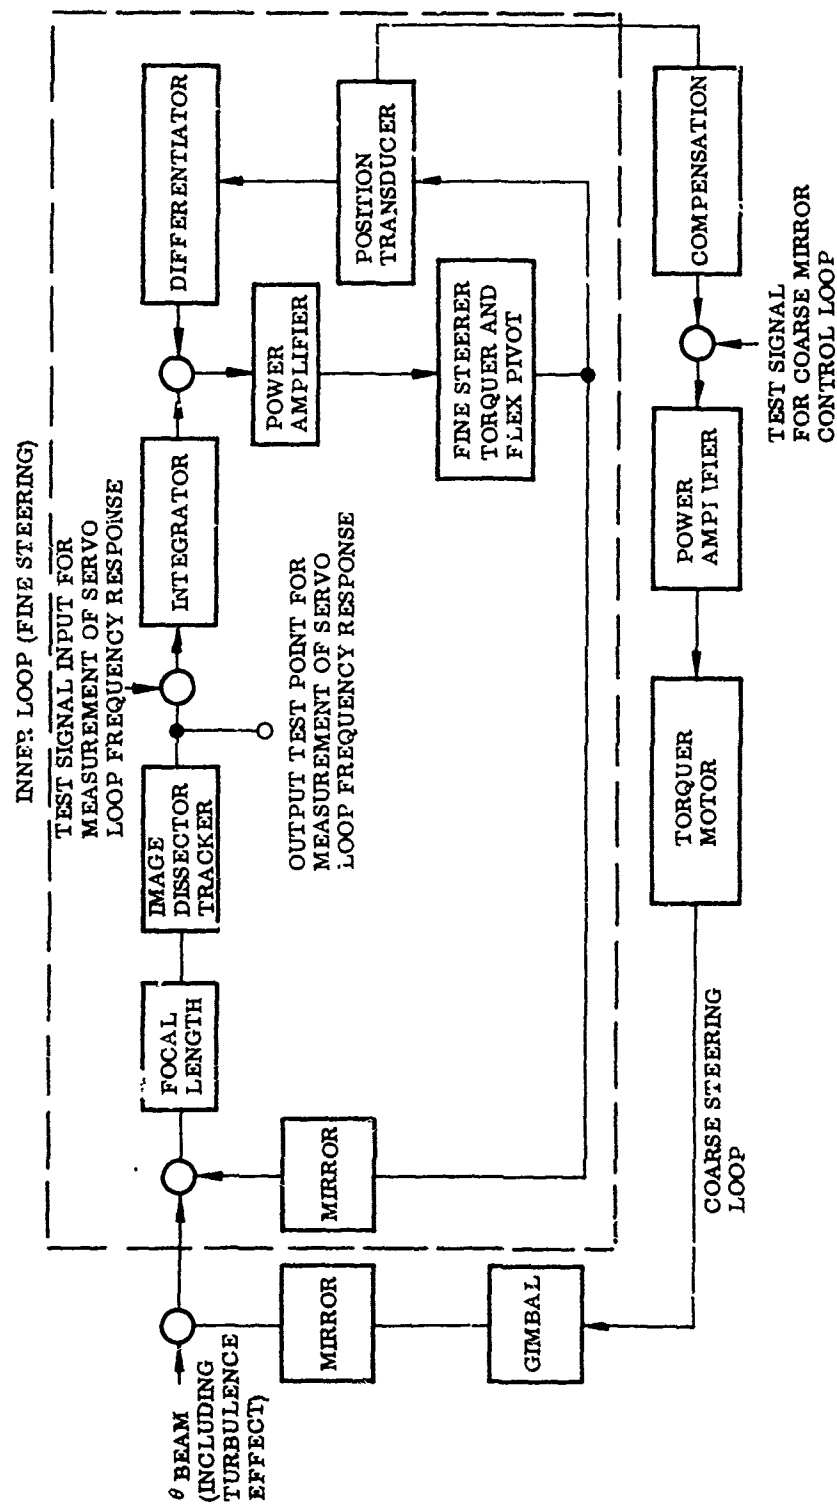 INNER LOOP (FINE STEERING)
TEST SIGNAL INPUT FOR
MEASUREMENT OF SERVO
LOOP FREQUENCY RESPONSE
θ BEAM
(INCLUDING
TURBULENCE
EFFECT)
FOCAL
LENGTH
IMAGE
DISSECTOR
TRACKER
INTEGRATOR
DIFFERENTIATOR
OUTPUT TEST POINT FOR
MEASUREMENT OF SERVO
LOOP FREQUENCY RESPONSE
POWER
AMPLIFIER
POSITION
TRANSDUCER
MIRROR
MIRROR
FINE STEERER
TORQUER AND
FLEX PIVOT
GIMBAL
COARSE STEERING
LOOP
TORQUER
MOTOR
POWER
AMPLIFIER
COMPENSATION
TEST SIGNAL
FOR COARSE MIRROR
CONTROL LOOP